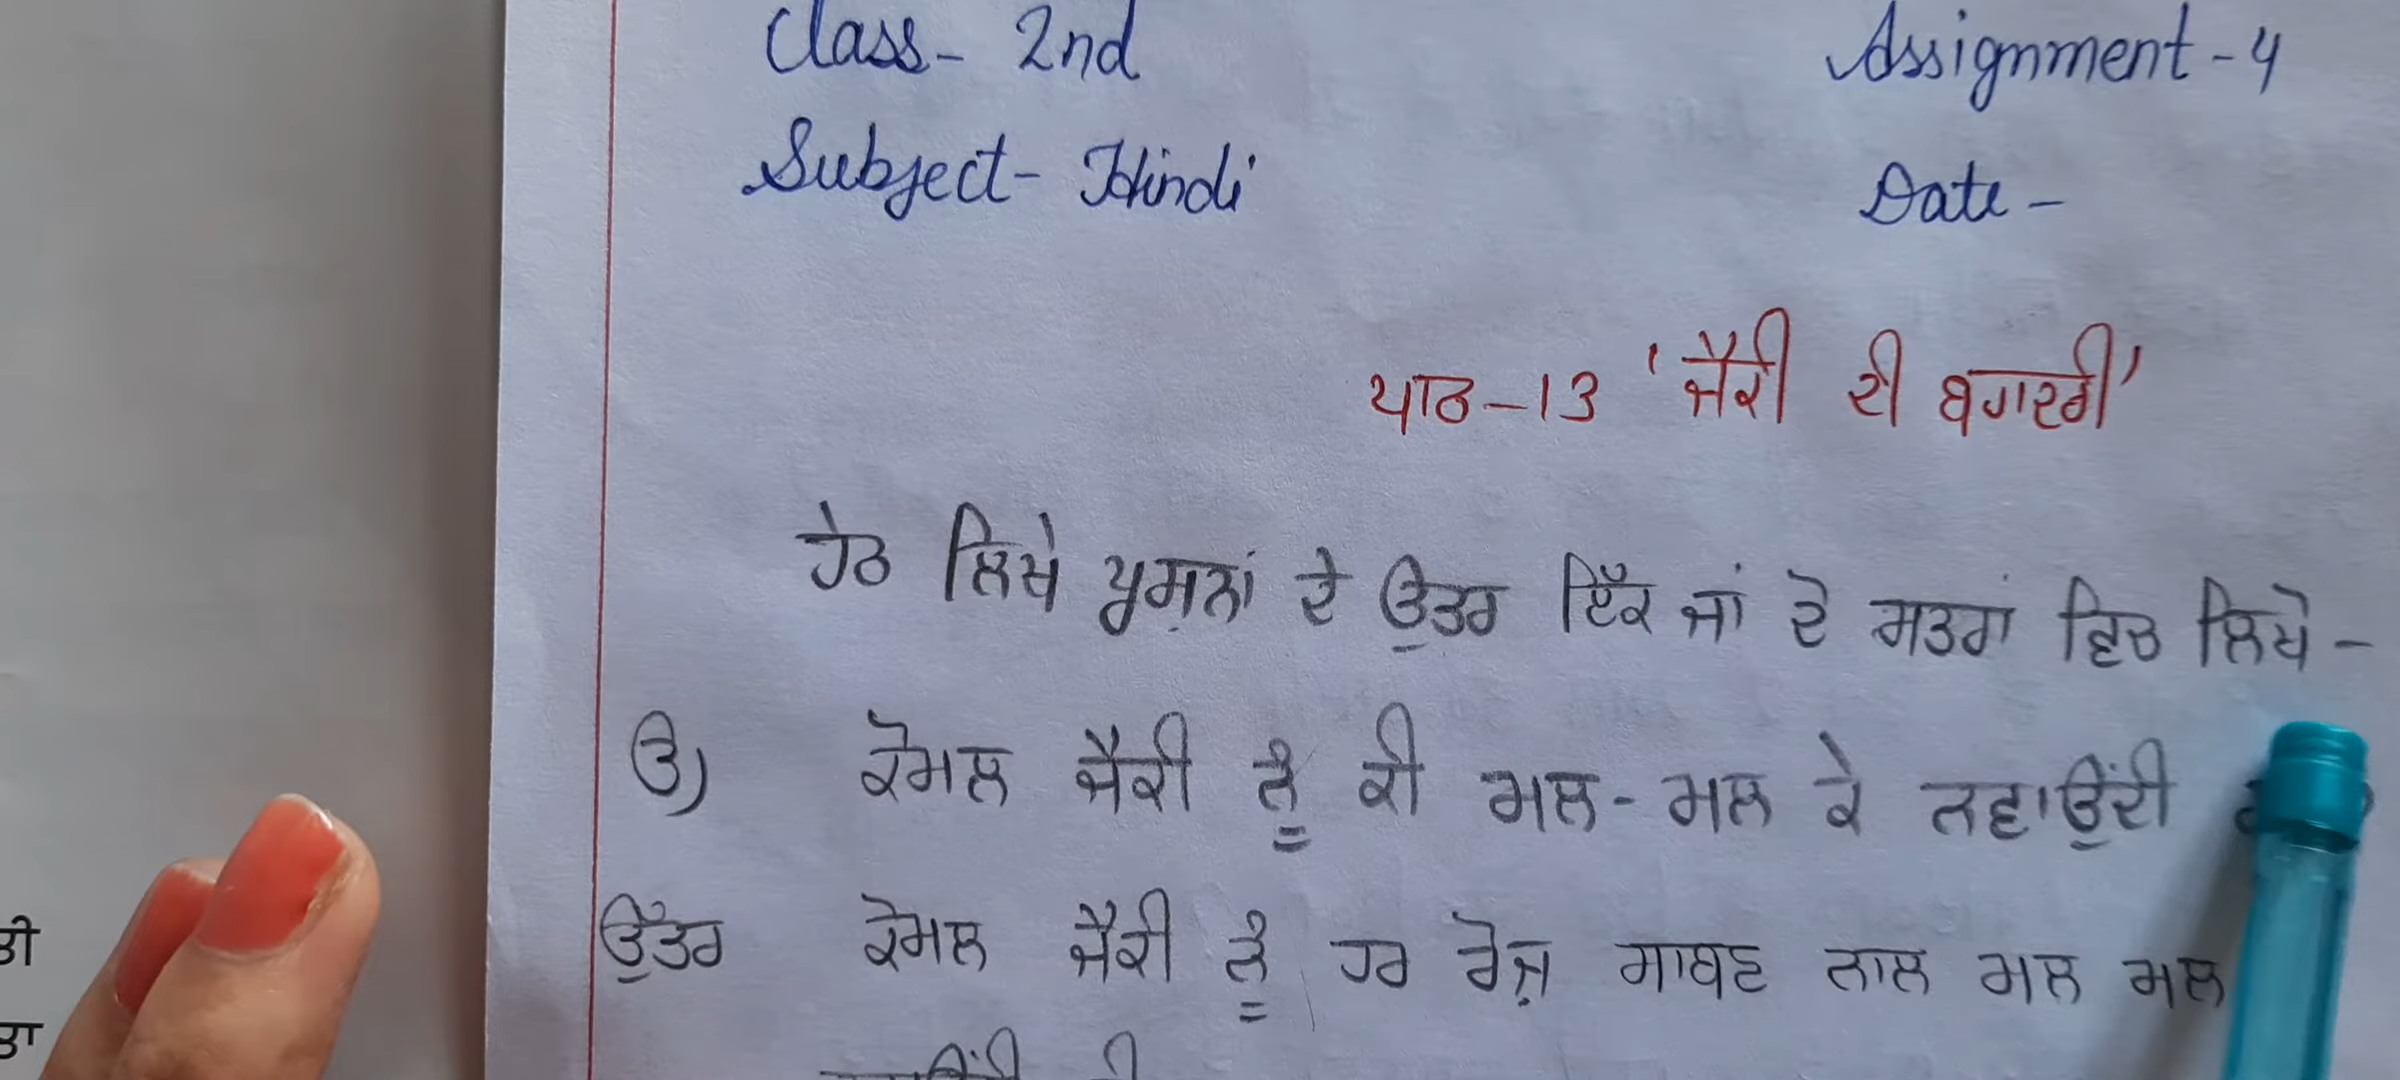 Class- 2nd Assignment-4
Subject- Hindi Date-
ਪਾਠ-13 'ਜੈਰੀ ਦੀ ਬਹਾਦਰੀ'
ਹੇਠ ਲਿਖੇ ਪ੍ਰਸ਼ਨਾਂ ਦੇ ਉੱਤਰ ਇੱਕ ਜਾਂ ਦੋ ਸਤਰਾਂ ਵਿਚ ਲਿਖੋ-
ੳ) ਕੋਮਲ ਜੈਰੀ ਨੂੰ ਕੀ ਮਲ-ਮਲ ਕੇ ਨਵਾਉਂਦੀ
ਉੱਤਰ ਕੋਮਲ ਜੈਰੀ ਨੂੰ ਹਰ ਰੋਜ਼ ਸਾਬਣ ਨਾਲ ਮਲ ਮਲ
ਤੀ
ਤਾ